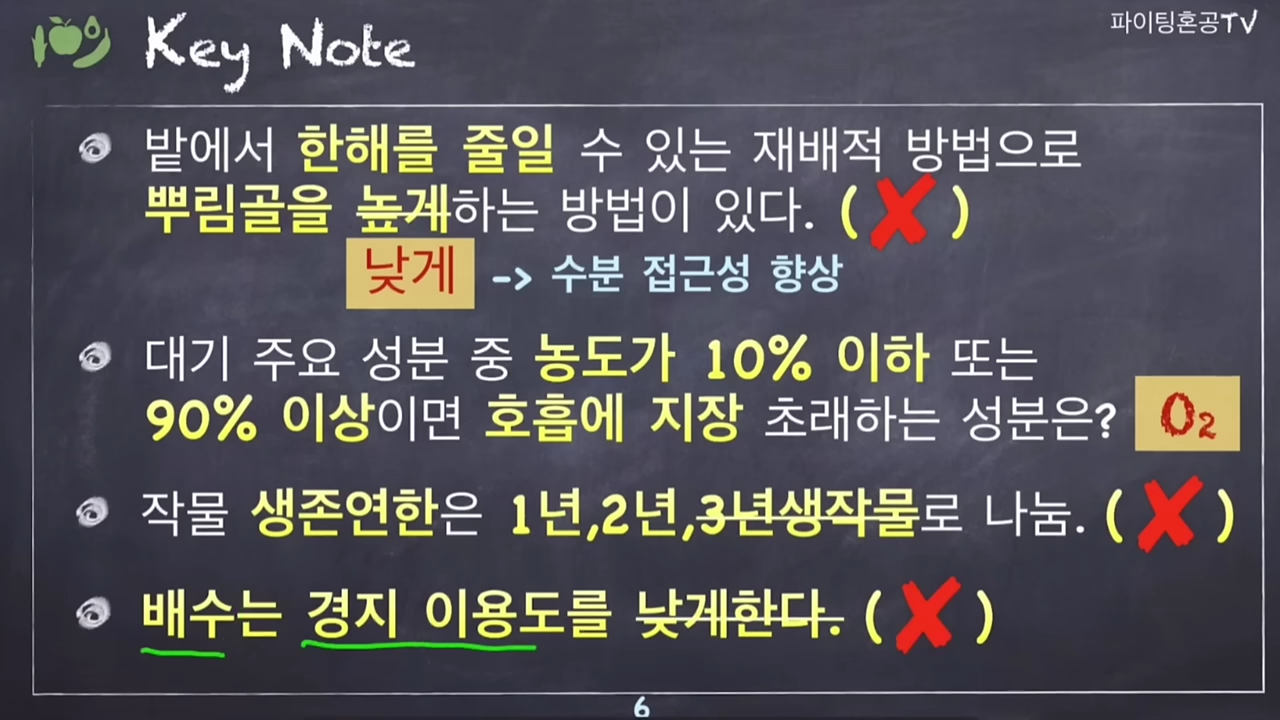 Key Note
파이팅혼공TV
밭에서 한해를 줄일 수 있는 재배적 방법으로
뿌림골을 높게하는 방법이 있다. (❌)
낮게 -> 수분 접근성 향상
대기 주요 성분 중 농도가 10% 이하 또는
90% 이상이면 호흡에 지장 초래하는 성분은? O₂
작물 생존연한은 1년,2년,3년생작물로 나눔. (❌)
배수는 경지 이용도를 낮게한다. (❌)
6